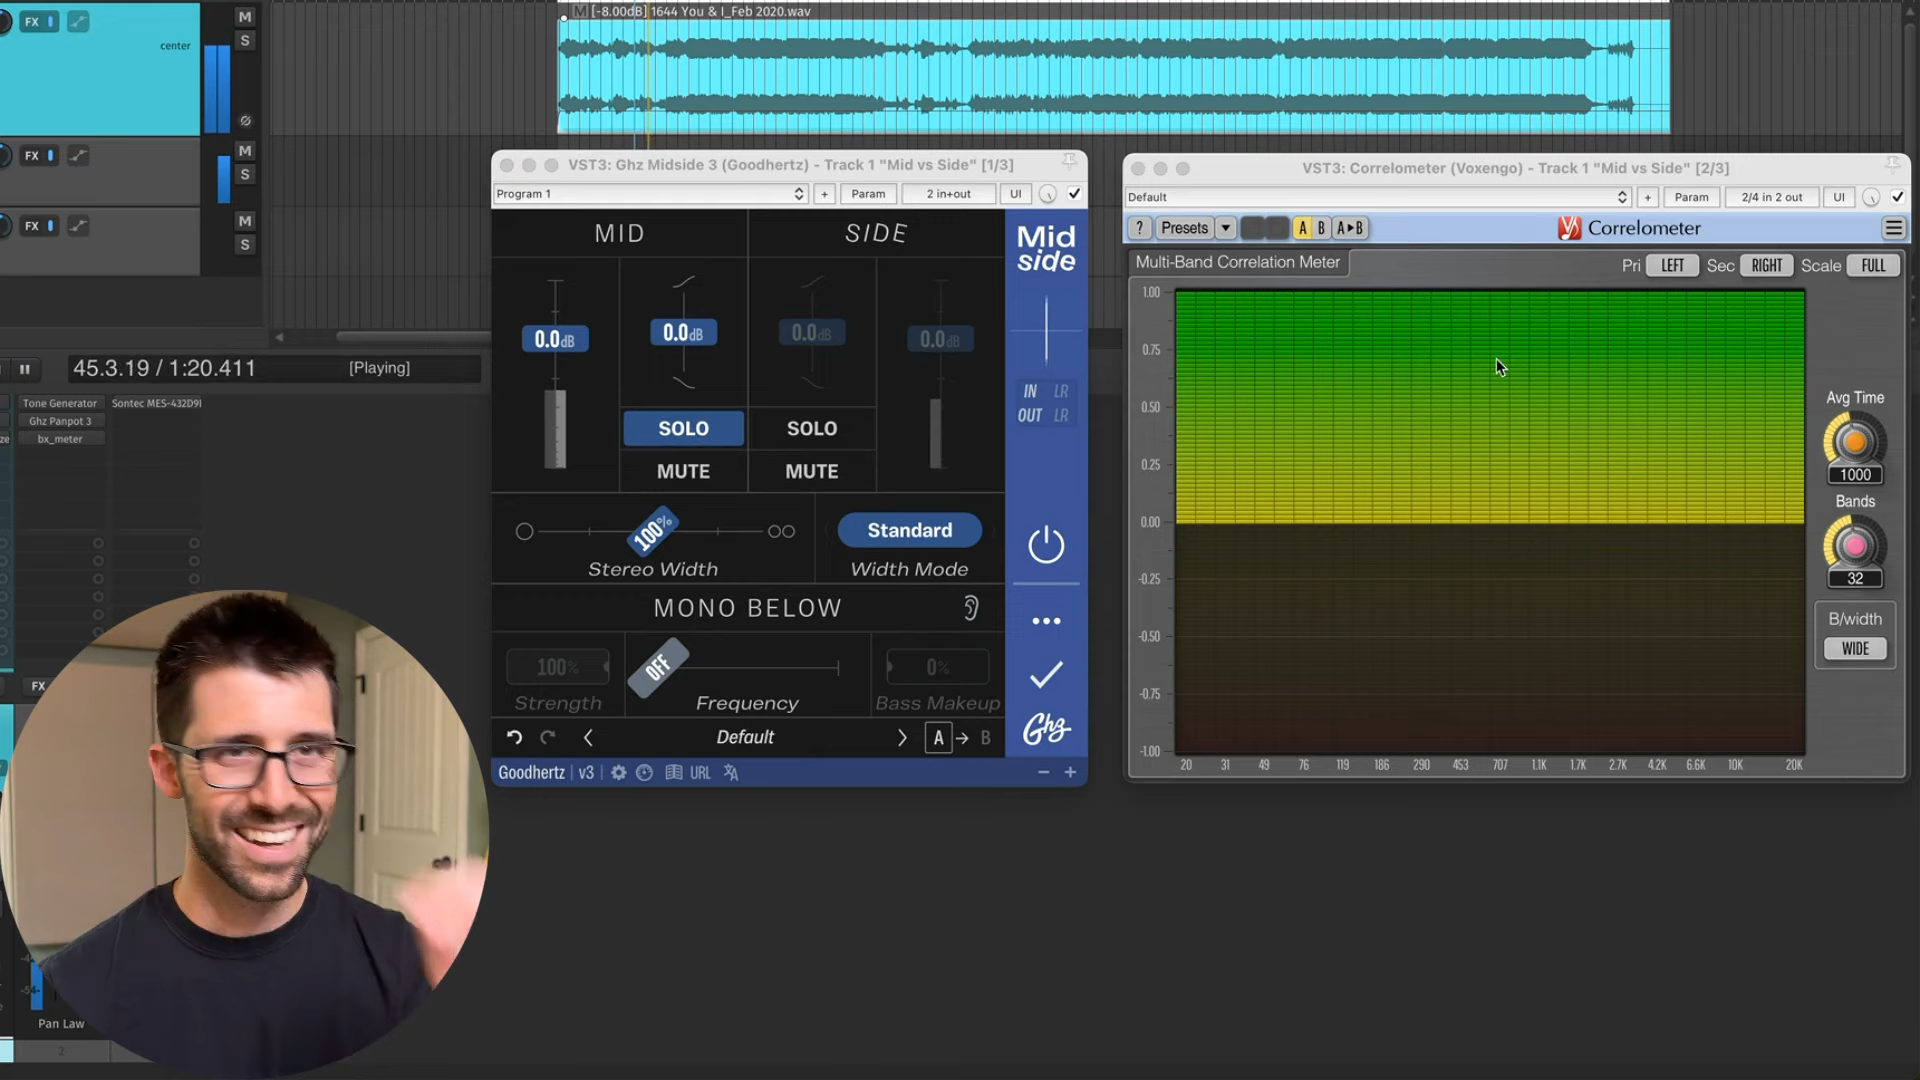 FX
M
center
S
FX
M
S
FX
M
S
M [-8.00dB] 1644 You & I_Feb 2020.wav
45.3.19 / 1:20.411 [Playing]
Tone Generator
Ghz Panpot 3
bx_meter
Sontec MES-432D9
FX
Pan Law
2
VST3: Ghz Midside 3 (Goodhertz) - Track 1 "Mid vs Side" [1/3]
Program 1 + Param 2 in+out UI
MID SIDE
0.0dB 0.0dB 0.0dB 0.0dB
SOLO SOLO
MUTE MUTE
100%
Stereo Width
Standard
Width Mode
MONO BELOW
100% OFF 0%
Strength Frequency Bass Makeup
Default A B
Goodhertz v3 URL
Mid
side
IN LR
OUT LR
Ghz
VST3: Correlometer (Voxengo) - Track 1 "Mid vs Side" [2/3]
Default + Param 2/4 in 2 out UI
? Presets A B A▸B Correlometer
Multi-Band Correlation Meter Pri LEFT Sec RIGHT Scale FULL
1.00
0.75
0.50
0.25
0.00
-0.25
-0.50
-0.75
-1.00
20 31 49 76 119 186 290 453 707 1.1K 1.7K 2.7K 4.2K 6.6K 10K 20K
Avg Time
1000
Bands
32
B/width
WIDE